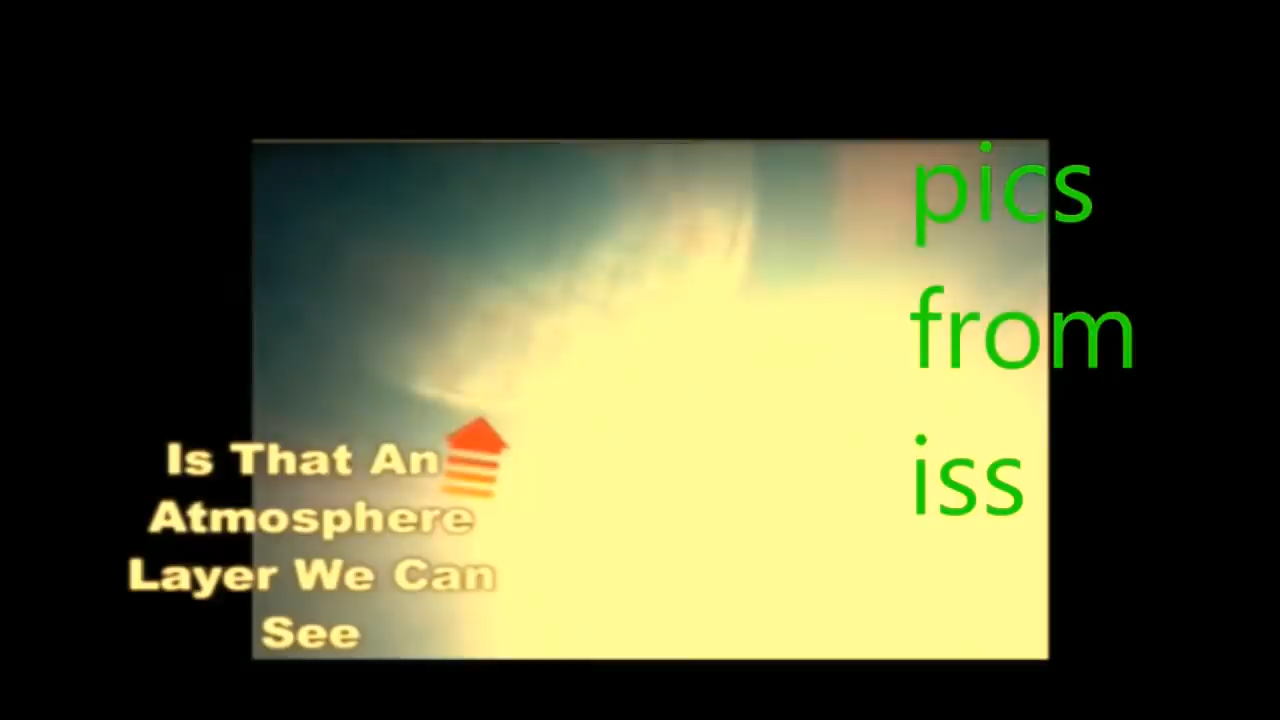 pics
from
iss
Is That An
Atmosphere
Layer We Can
See